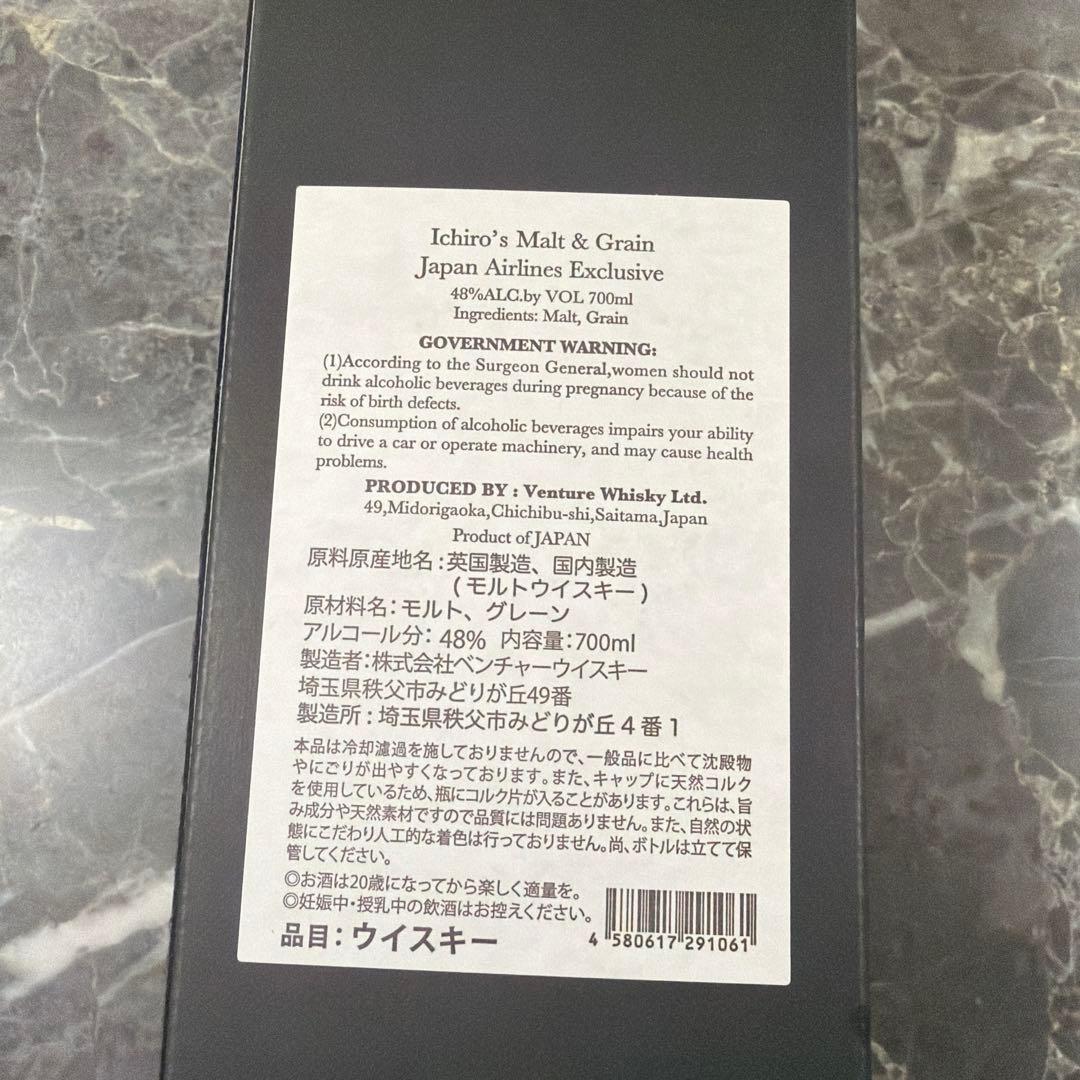 Ichiro's Malt & Grain
Japan Airlines Exclusive
48%ALC.by VOL 700ml
Ingredients: Malt, Grain
GOVERNMENT WARNING:
(1)According to the Surgeon General,women should not
drink alcoholic beverages during pregnancy because of the
risk of birth defects.
(2)Consumption of alcoholic beverages impairs your ability
to drive a car or operate machinery, and may cause health
problems.
PRODUCED BY : Venture Whisky Ltd.
49,Midorigaoka,Chichibu-shi,Saitama,Japan
Product of JAPAN
原料原産地名:英国製造、国内製造
(モルトウイスキー)
原材料名:モルト、グレーン
アルコール分: 48% 内容量:700ml
製造者:株式会社ベンチャーウイスキー
埼玉県秩父市みどりが丘49番
製造所:埼玉県秩父市みどりが丘4番1
本品は冷却濾過を施しておりませんので、一般品に比べて沈殿物
やにごりが出やすくなっております。また、キャップに天然コルク
を使用しているため、瓶にコルク片が入ることがあります。これらは、旨
み成分や天然素材ですので品質には問題ありません。また、自然の状
態にこだわり人工的な着色は行っておりません。尚、ボトルは立てて保
管してください。
◎お酒は20歳になってから楽しく適量を。
◎妊娠中・授乳中の飲酒はお控えください。
品目:ウイスキー
4 580617 291061